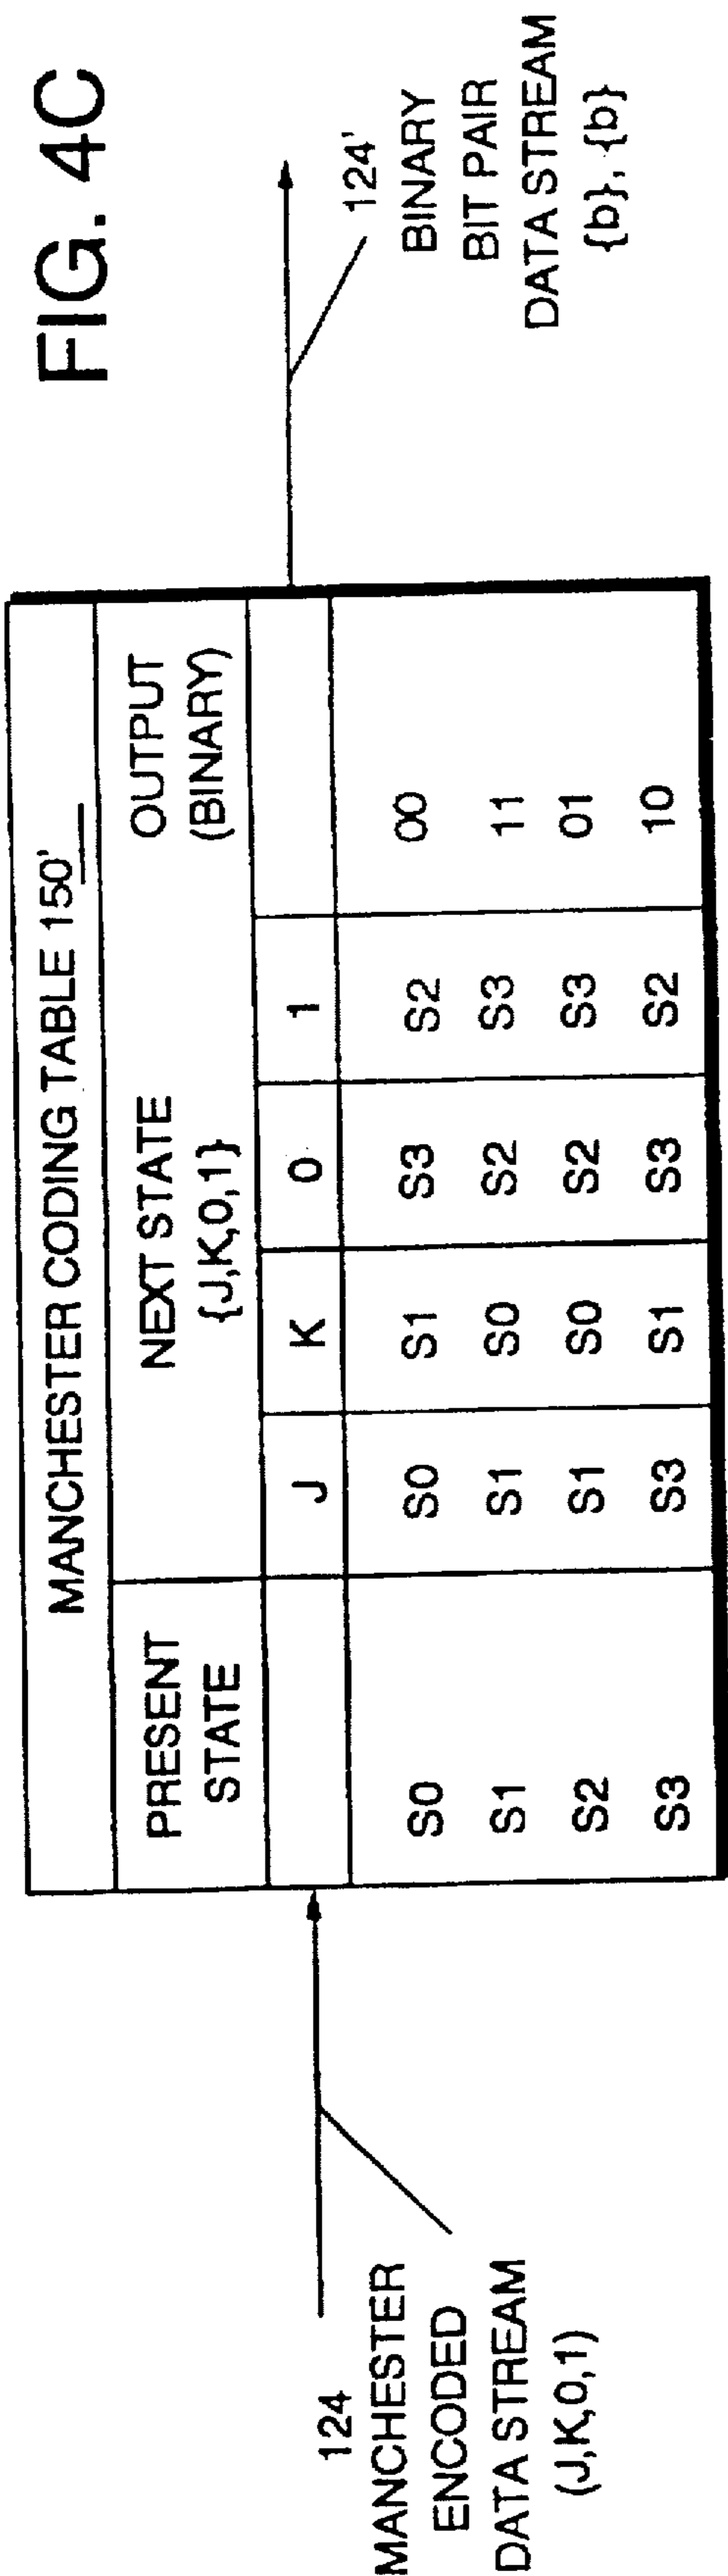 FIG. 4C
MANCHESTER CODING TABLE 150'
PRESENT STATE
NEXT STATE {J,K,0,1}
OUTPUT (BINARY)
J K 0 1
S0 S0 S1 S3 S2 00
S1 S1 S0 S2 S3 11
S2 S1 S0 S2 S3 01
S3 S3 S1 S3 S2 10
124
MANCHESTER
ENCODED
DATA STREAM
(J,K,0,1)
124'
BINARY
BIT PAIR
DATA STREAM
{b}, {b}